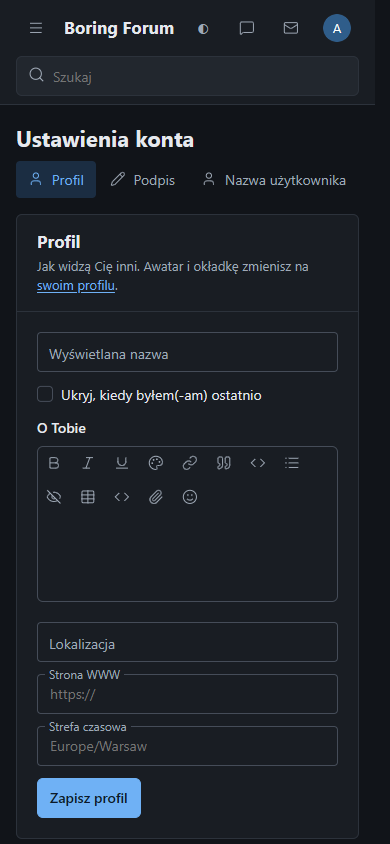 Boring Forum
A
Szukaj
Ustawienia konta
Profil
Podpis
Nazwa użytkownika
Profil
Jak widzą Cię inni. Awatar i okładkę zmienisz na
swoim profilu.
Wyświetlana nazwa
Ukryj, kiedy byłem(-am) ostatnio
O Tobie
Lokalizacja
Strona WWW
https://
Strefa czasowa
Europe/Warsaw
Zapisz profil